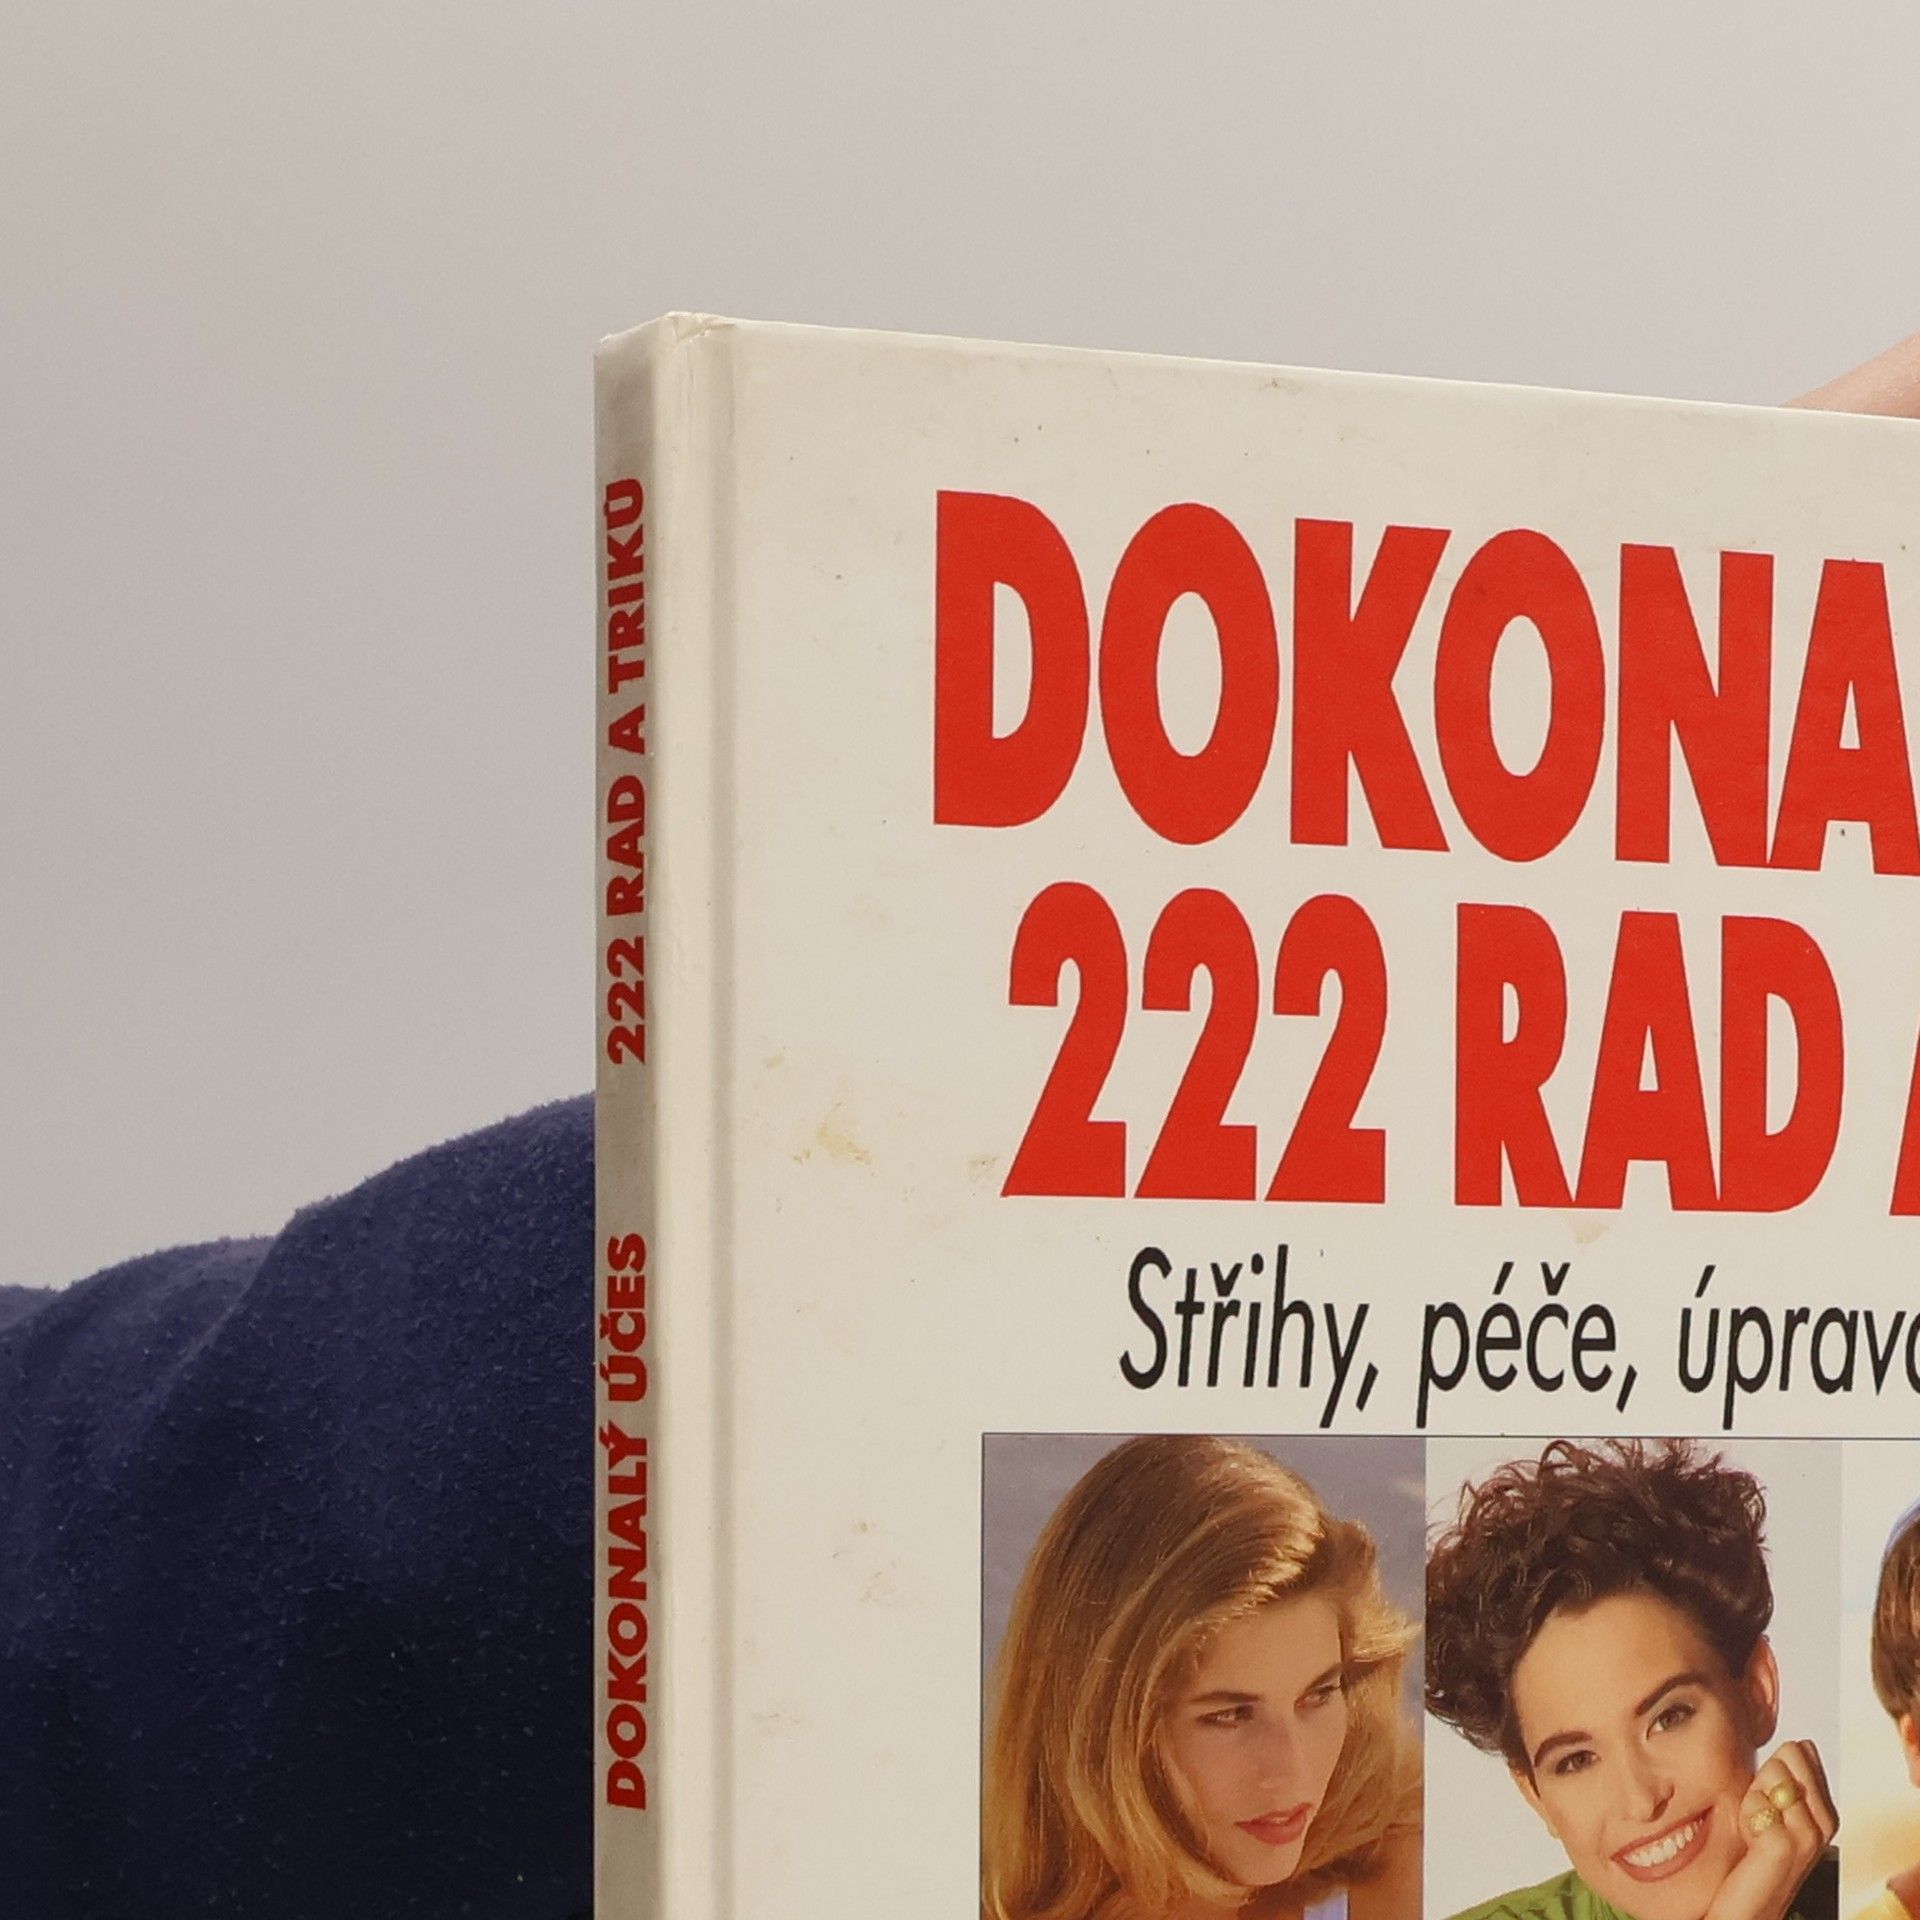 DOKONALÝ ÚČES 222 RAD A TRIKŮ
DOKONA
222 RAD A
Střihy, péče, úprava